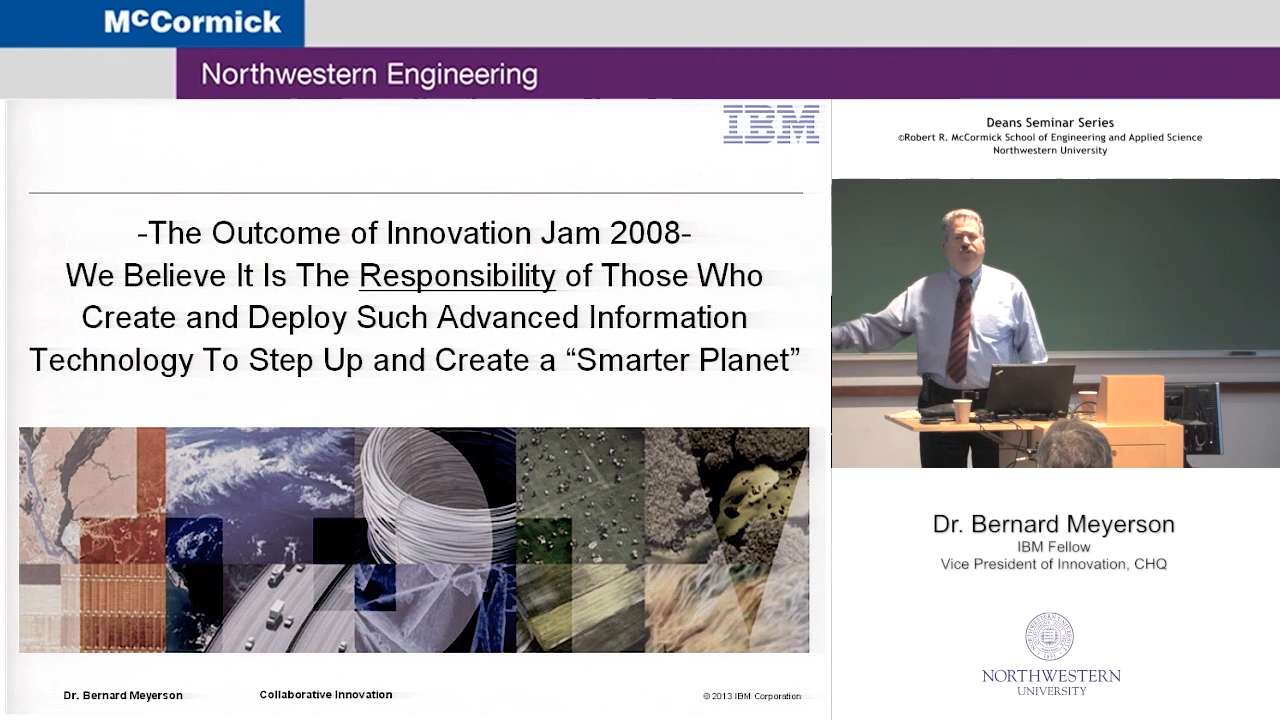 McCormick
Northwestern Engineering
IBM
-The Outcome of Innovation Jam 2008-
We Believe It Is The Responsibility of Those Who
Create and Deploy Such Advanced Information
Technology To Step Up and Create a “Smarter Planet”
Dr. Bernard Meyerson
Collaborative Innovation
© 2013 IBM Corporation
Deans Seminar Series
©Robert R. McCormick School of Engineering and Applied Science
Northwestern University
Dr. Bernard Meyerson
IBM Fellow
Vice President of Innovation, CHQ
NORTHWESTERN
UNIVERSITY